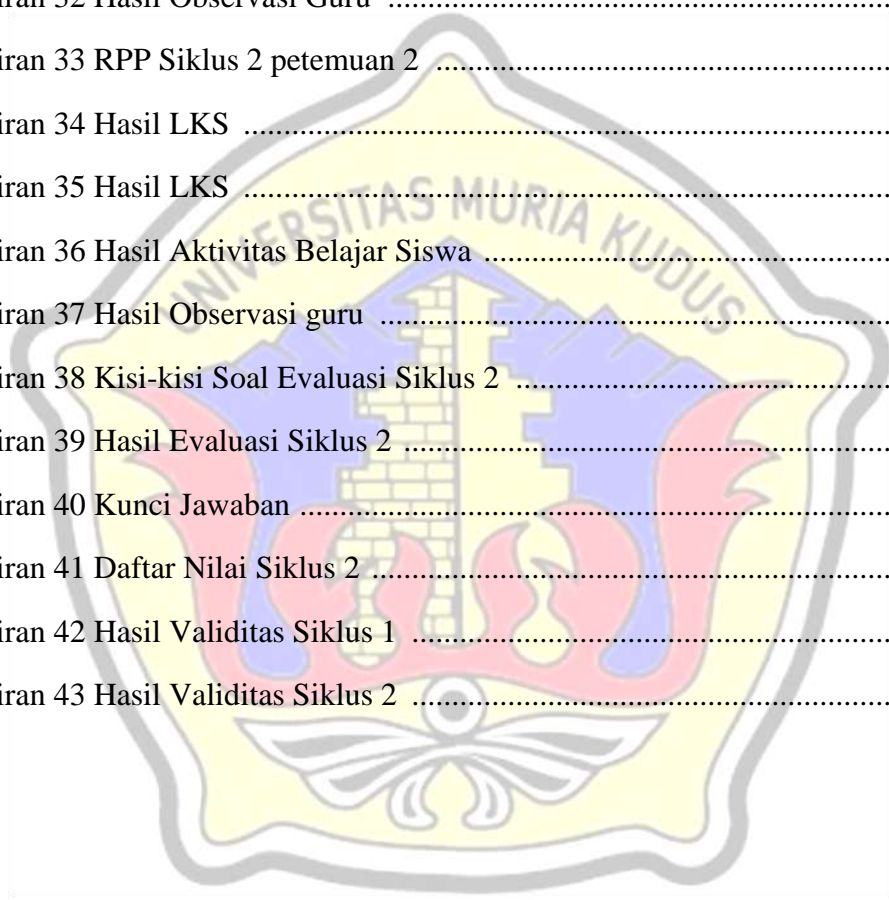 iran 32 Hasil Observasi Guru ........................................................
iran 33 RPP Siklus 2 petemuan 2 ........................................................
iran 34 Hasil LKS ........................................................
iran 35 Hasil LKS ........................................................
UNIVERSITAS MURIA KUDUS
iran 36 Hasil Aktivitas Belajar Siswa ........................................................
iran 37 Hasil Observasi guru ........................................................
iran 38 Kisi-kisi Soal Evaluasi Siklus 2 ........................................................
iran 39 Hasil Evaluasi Siklus 2 ........................................................
iran 40 Kunci Jawaban ........................................................
iran 41 Daftar Nilai Siklus 2 ........................................................
iran 42 Hasil Validitas Siklus 1 ........................................................
iran 43 Hasil Validitas Siklus 2 ........................................................